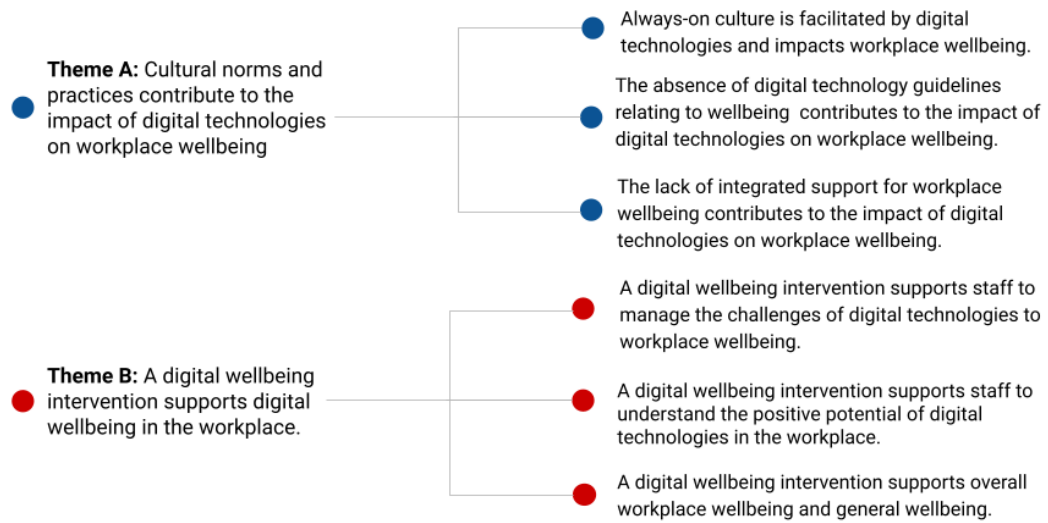 Theme A: Cultural norms and
practices contribute to the
impact of digital technologies
on workplace wellbeing
Always-on culture is facilitated by digital
technologies and impacts workplace wellbeing.
The absence of digital technology guidelines
relating to wellbeing contributes to the impact of
digital technologies on workplace wellbeing.
The lack of integrated support for workplace
wellbeing contributes to the impact of digital
technologies on workplace wellbeing.
Theme B: A digital wellbeing
intervention supports digital
wellbeing in the workplace.
A digital wellbeing intervention supports staff to
manage the challenges of digital technologies to
workplace wellbeing.
A digital wellbeing intervention supports staff to
understand the positive potential of digital
technologies in the workplace.
A digital wellbeing intervention supports overall
workplace wellbeing and general wellbeing.